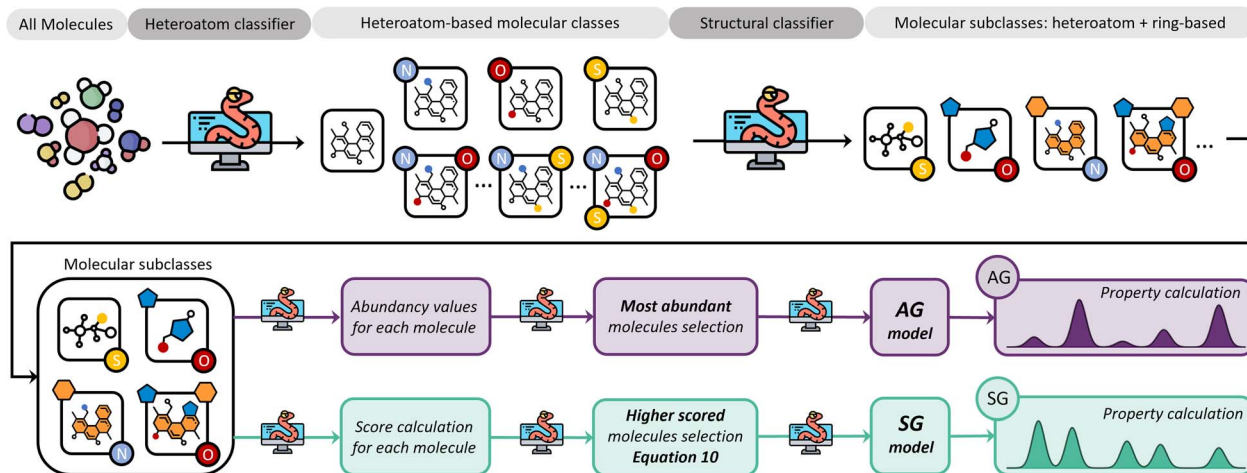 All Molecules
Heteroatom classifier
Heteroatom-based molecular classes
Structural classifier
Molecular subclasses: heteroatom + ring-based
N
O
S
N
O
N
S
N
O
S
...
...
S
O
N
O
...
Molecular subclasses
S
O
N
O
Abundancy values
for each molecule
Most abundant
molecules selection
AG
model
AG
Property calculation
Score calculation
for each molecule
Higher scored
molecules selection
Equation 10
SG
model
SG
Property calculation